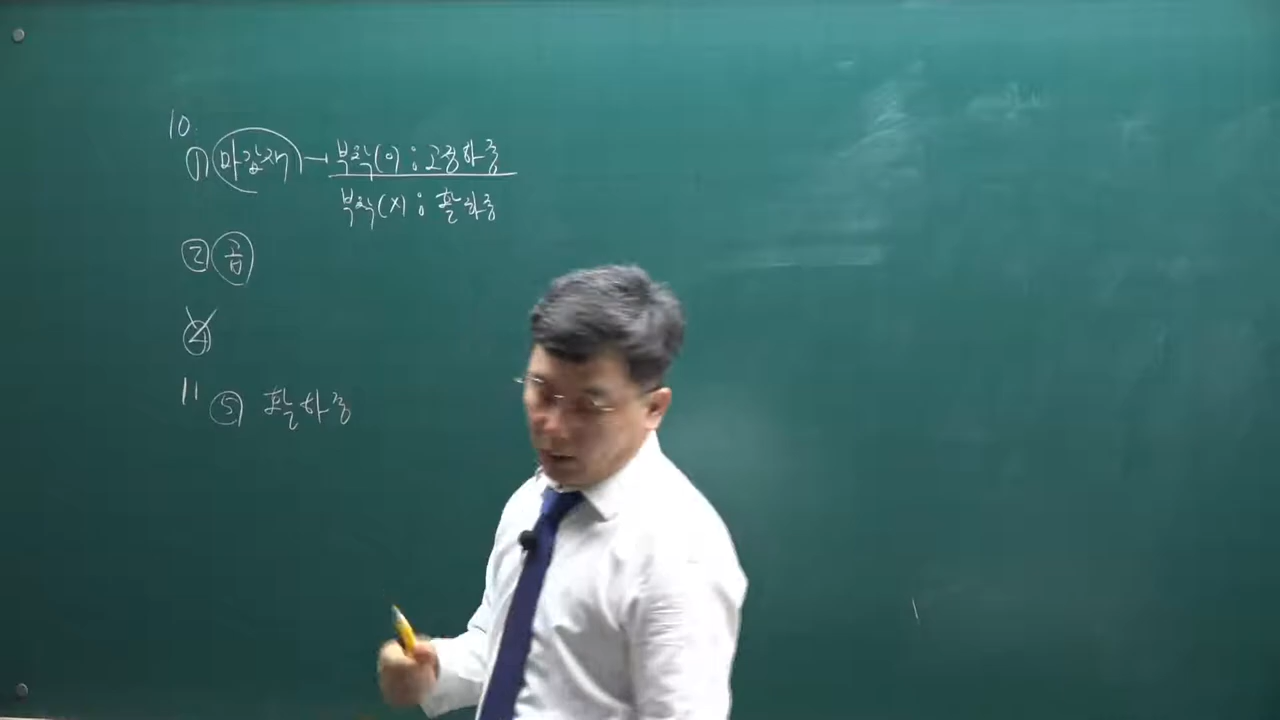 10.
① 마감재 → 부착(O) : 고정하중
부착(X) : 활하중
② 공
④
11 ⑤ 활하중